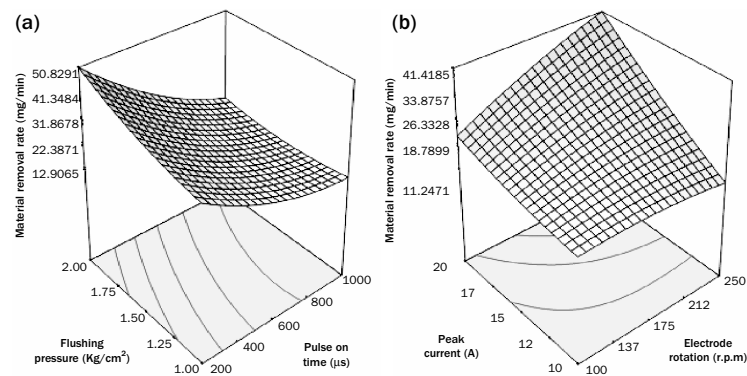 (a)
Material removal rate (mg/min)
50.8291
41.3484
31.8678
22.3871
12.9065
2.00
1.75
1.50
1.25
1.00
Flushing
pressure (Kg/cm²)
200
400
600
800
1000
Pulse on
time (µs)
(b)
Material removal rate (mg/min)
41.4185
33.8757
26.3328
18.7899
11.2471
20
17
15
12
10
Peak
current (A)
100
137
175
212
250
Electrode
rotation (r.p.m)